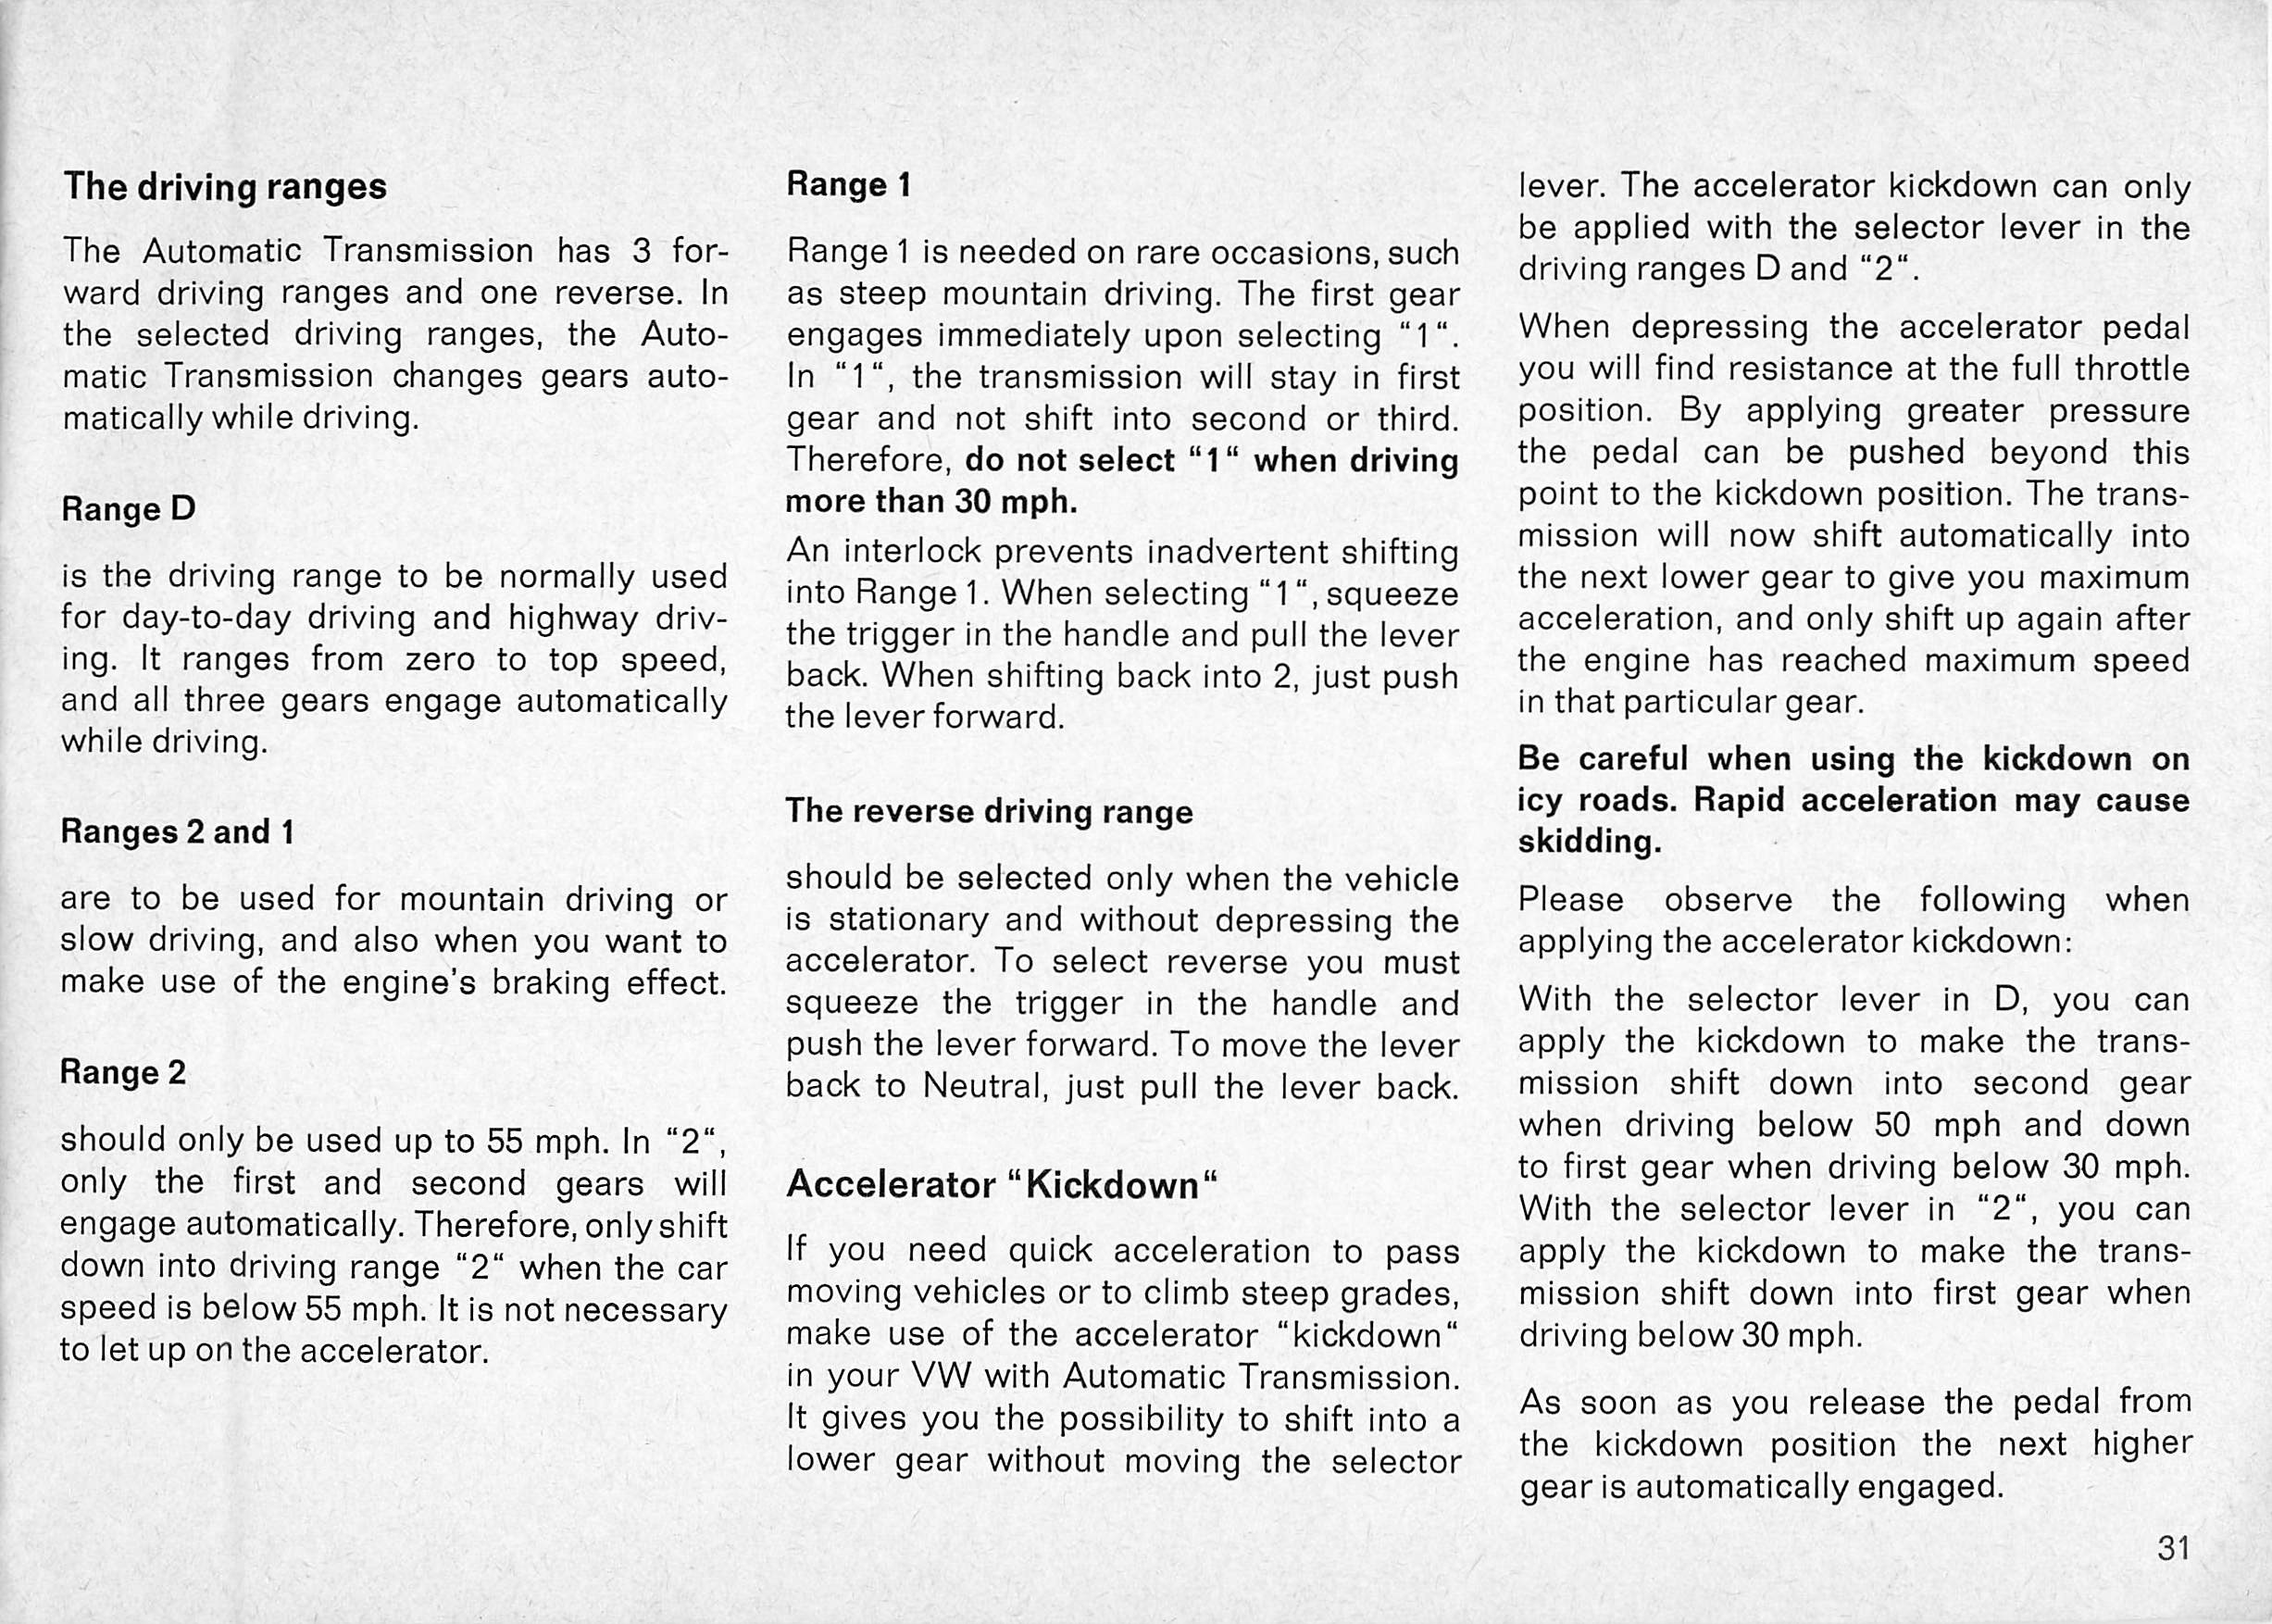 The driving ranges
The Automatic Transmission has 3 for-
ward driving ranges and one reverse. In
the selected driving ranges, the Auto-
matic Transmission changes gears auto-
matically while driving.
Range D
is the driving range to be normally used
for day-to-day driving and highway driv-
ing. It ranges from zero to top speed,
and all three gears engage automatically
while driving.
Ranges 2 and 1
are to be used for mountain driving or
slow driving, and also when you want to
make use of the engine's braking effect.
Range 2
should only be used up to 55 mph. In “2“,
only the first and second gears will
engage automatically. Therefore, only shift
down into driving range “2“ when the car
speed is below 55 mph. It is not necessary
to let up on the accelerator.
Range 1
Range 1 is needed on rare occasions, such
as steep mountain driving. The first gear
engages immediately upon selecting “1“.
In “1“, the transmission will stay in first
gear and not shift into second or third.
Therefore, do not select “1“ when driving
more than 30 mph.
An interlock prevents inadvertent shifting
into Range 1. When selecting “1“, squeeze
the trigger in the handle and pull the lever
back. When shifting back into 2, just push
the lever forward.
The reverse driving range
should be selected only when the vehicle
is stationary and without depressing the
accelerator. To select reverse you must
squeeze the trigger in the handle and
push the lever forward. To move the lever
back to Neutral, just pull the lever back.
Accelerator “Kickdown“
If you need quick acceleration to pass
moving vehicles or to climb steep grades,
make use of the accelerator “kickdown“
in your VW with Automatic Transmission.
It gives you the possibility to shift into a
lower gear without moving the selector
lever. The accelerator kickdown can only
be applied with the selector lever in the
driving ranges D and “2“.
When depressing the accelerator pedal
you will find resistance at the full throttle
position. By applying greater pressure
the pedal can be pushed beyond this
point to the kickdown position. The trans-
mission will now shift automatically into
the next lower gear to give you maximum
acceleration, and only shift up again after
the engine has reached maximum speed
in that particular gear.
Be careful when using the kickdown on
icy roads. Rapid acceleration may cause
skidding.
Please observe the following when
applying the accelerator kickdown:
With the selector lever in D, you can
apply the kickdown to make the trans-
mission shift down into second gear
when driving below 50 mph and down
to first gear when driving below 30 mph.
With the selector lever in “2“, you can
apply the kickdown to make the trans-
mission shift down into first gear when
driving below 30 mph.
As soon as you release the pedal from
the kickdown position the next higher
gear is automatically engaged.
31